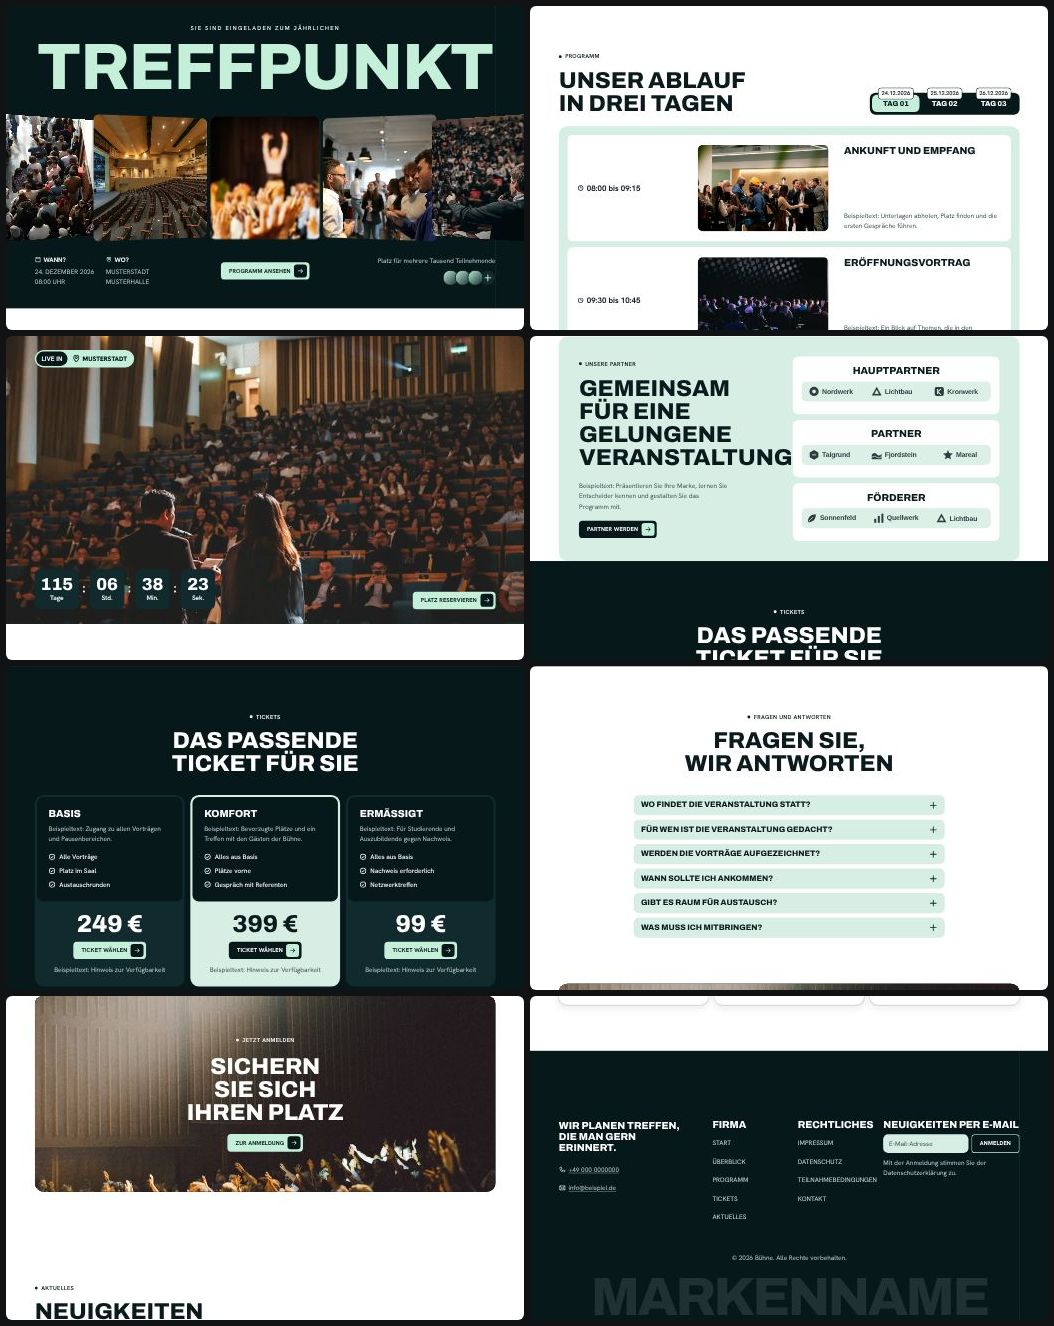 SIE SIND EINGELADEN ZUM JÄHRLICHEN
TREFFPUNKT
WANN?
24. DEZEMBER 2026
08:00 UHR
WO?
MUSTERSTADT
MUSTERHALLE
PROGRAMM ANSEHEN
Platz für mehrere Tausend Teilnehmende
PROGRAMM
UNSER ABLAUF
IN DREI TAGEN
24.12.2026
TAG 01
25.12.2026
TAG 02
26.12.2026
TAG 03
08:00 bis 09:15
ANKUNFT UND EMPFANG
Beispieltext: Unterlagen abholen, Platz finden und die
ersten Gespräche führen.
09:30 bis 10:45
ERÖFFNUNGSVORTRAG
Beispieltext: Ein Blick auf Themen, die in den
LIVE IN
MUSTERSTADT
115 : 06 : 38 : 23
Tage Std. Min. Sek.
PLATZ RESERVIEREN
UNSERE PARTNER
GEMEINSAM
FÜR EINE
GELUNGENE
VERANSTALTUNG
Beispieltext: Präsentieren Sie Ihre Marke, lernen Sie
Entscheider kennen und gestalten Sie das
Programm mit.
PARTNER WERDEN
HAUPTPARTNER
Nordwerk Lichtbau Kronwerk
PARTNER
Talgrund Fjordstein Mareal
FÖRDERER
Sonnenfeld Quellwerk Lichtbau
TICKETS
DAS PASSENDE
TICKET FÜR SIE
TICKETS
DAS PASSENDE
TICKET FÜR SIE
BASIS
Beispieltext: Zugang zu allen Vorträgen
und Pausenbereichen.
Alle Vorträge
Platz im Saal
Austauschrunden
249 €
TICKET WÄHLEN
Beispieltext: Hinweis zur Verfügbarkeit
KOMFORT
Beispieltext: Bevorzugte Plätze und ein
Treffen mit den Gästen der Bühne.
Alles aus Basis
Plätze vorne
Gespräch mit Referenten
399 €
TICKET WÄHLEN
Beispieltext: Hinweis zur Verfügbarkeit
ERMÄSSIGT
Beispieltext: Für Studierende und
Auszubildende gegen Nachweis.
Alles aus Basis
Nachweis erforderlich
Netzwerktreffen
99 €
TICKET WÄHLEN
Beispieltext: Hinweis zur Verfügbarkeit
FRAGEN UND ANTWORTEN
FRAGEN SIE,
WIR ANTWORTEN
WO FINDET DIE VERANSTALTUNG STATT?
FÜR WEN IST DIE VERANSTALTUNG GEDACHT?
WERDEN DIE VORTRÄGE AUFGEZEICHNET?
WANN SOLLTE ICH ANKOMMEN?
GIBT ES RAUM FÜR AUSTAUSCH?
WAS MUSS ICH MITBRINGEN?
JETZT ANMELDEN
SICHERN
SIE SICH
IHREN PLATZ
ZUR ANMELDUNG
AKTUELLES
NEUIGKEITEN
WIR PLANEN TREFFEN,
DIE MAN GERN
ERINNERT.
+49 000 0000000
info@beispiel.de
FIRMA
START
ÜBERBLICK
PROGRAMM
TICKETS
AKTUELLES
RECHTLICHES
IMPRESSUM
DATENSCHUTZ
TEILNAHMEBEDINGUNGEN
KONTAKT
NEUIGKEITEN PER E-MAIL
E-Mail-Adresse
ANMELDEN
Mit der Anmeldung stimmen Sie der
Datenschutzerklärung zu.
© 2026 Bühne. Alle Rechte vorbehalten.
MARKENNAME